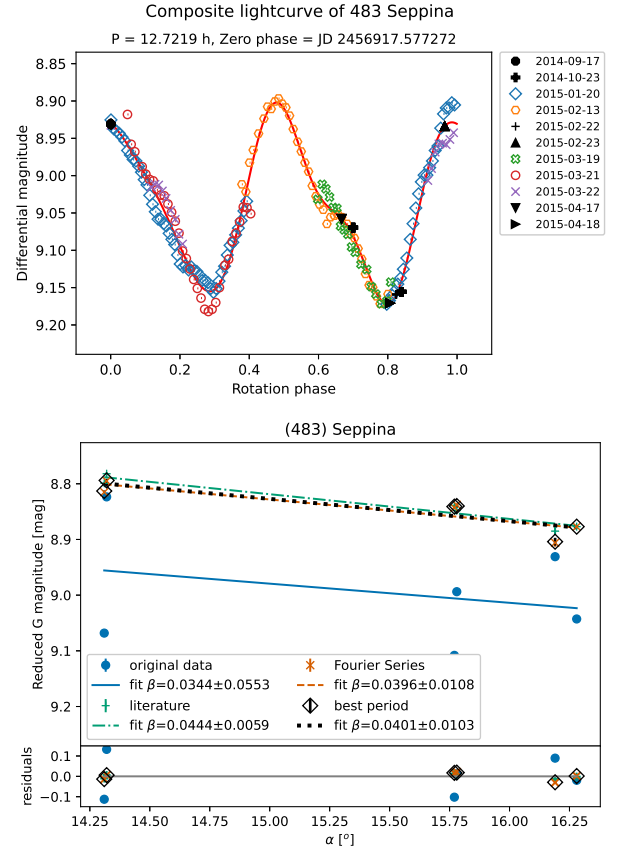 Composite lightcurve of 483 Seppina
P = 12.7219 h, Zero phase = JD 2456917.577272
8.85
8.90
8.95
9.00
9.05
9.10
9.15
9.20
Differential magnitude
0.0 0.2 0.4 0.6 0.8 1.0
Rotation phase
2014-09-17
2014-10-23
2015-01-20
2015-02-13
2015-02-22
2015-02-23
2015-03-19
2015-03-21
2015-03-22
2015-04-17
2015-04-18
(483) Seppina
8.8
8.9
9.0
9.1
9.2
Reduced G magnitude [mag]
original data
fit β=0.0344±0.0553
literature
fit β=0.0444±0.0059
Fourier Series
fit β=0.0396±0.0108
best period
fit β=0.0401±0.0103
0.1
0.0
−0.1
residuals
14.25 14.50 14.75 15.00 15.25 15.50 15.75 16.00 16.25
α [°]